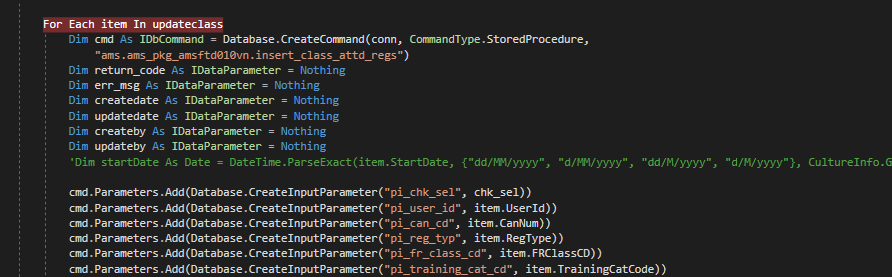 For Each item In updateclass
Dim cmd As IDbCommand = Database.CreateCommand(conn, CommandType.StoredProcedure,
"ams.ams_pkg_amsftd010vn.insert_class_attd_regs")
Dim return_code As IDataParameter = Nothing
Dim err_msg As IDataParameter = Nothing
Dim createdate As IDataParameter = Nothing
Dim updatedate As IDataParameter = Nothing
Dim createby As IDataParameter = Nothing
Dim updateby As IDataParameter = Nothing
'Dim startDate As Date = DateTime.ParseExact(item.StartDate, {"dd/MM/yyyy", "d/MM/yyyy", "dd/M/yyyy", "d/M/yyyy"}, CultureInfo.G
cmd.Parameters.Add(Database.CreateInputParameter("pi_chk_sel", chk_sel))
cmd.Parameters.Add(Database.CreateInputParameter("pi_user_id", item.UserId))
cmd.Parameters.Add(Database.CreateInputParameter("pi_can_cd", item.CanNum))
cmd.Parameters.Add(Database.CreateInputParameter("pi_reg_typ", item.RegType))
cmd.Parameters.Add(Database.CreateInputParameter("pi_fr_class_cd", item.FRClassCD))
cmd.Parameters.Add(Database.CreateInputParameter("pi_training_cat_cd", item.TrainingCatCode))